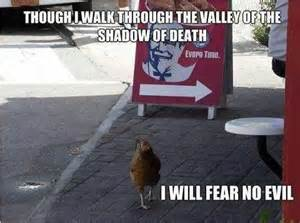 THOUGH I WALK THROUGH THE VALLEY OF THE
SHADOW OF DEATH
Every Time.
I WILL FEAR NO EVIL